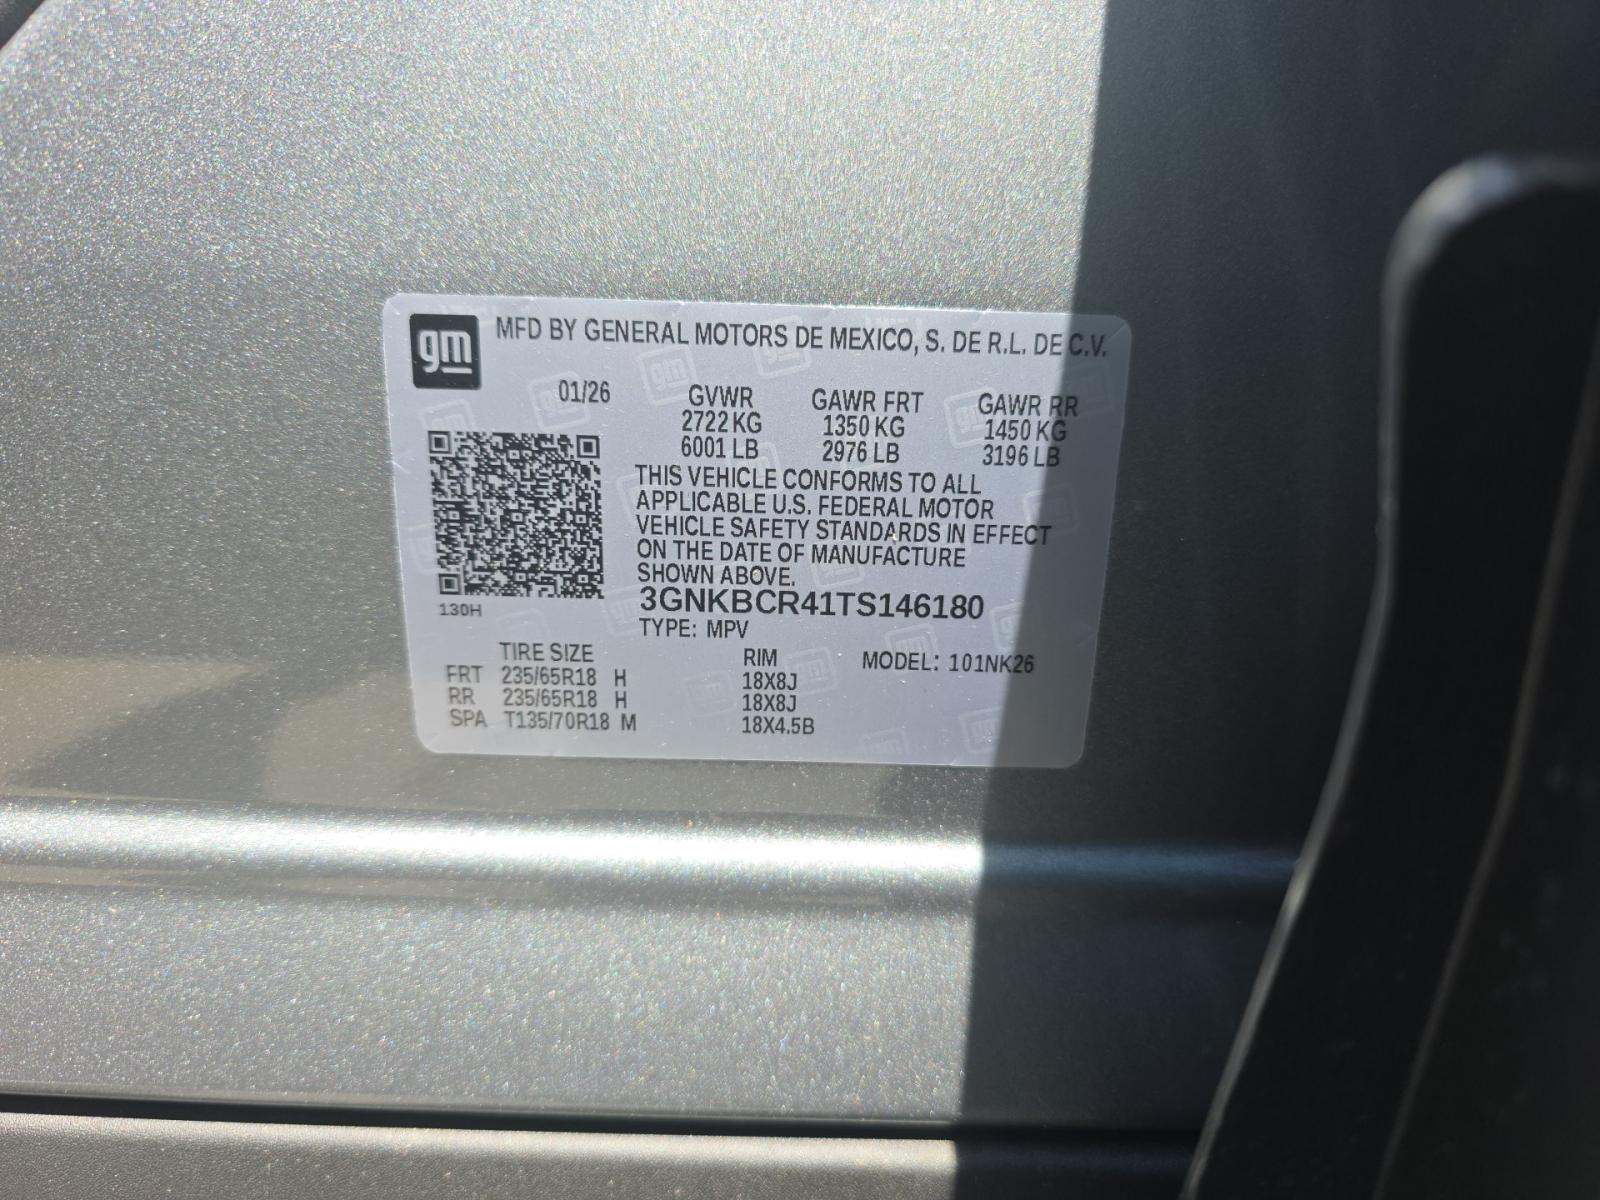 gm
MFD BY GENERAL MOTORS DE MEXICO, S. DE R.L. DE C.V.
01/26 GVWR GAWR FRT GAWR RR
2722 KG 1350 KG 1450 KG
6001 LB 2976 LB 3196 LB
THIS VEHICLE CONFORMS TO ALL
APPLICABLE U.S. FEDERAL MOTOR
VEHICLE SAFETY STANDARDS IN EFFECT
ON THE DATE OF MANUFACTURE
SHOWN ABOVE.
130H
3GNKBCR41TS146180
TYPE: MPV
TIRE SIZE RIM MODEL: 101NK26
FRT 235/65R18 H 18X8J
RR 235/65R18 H 18X8J
SPA T135/70R18 M 18X4.5B